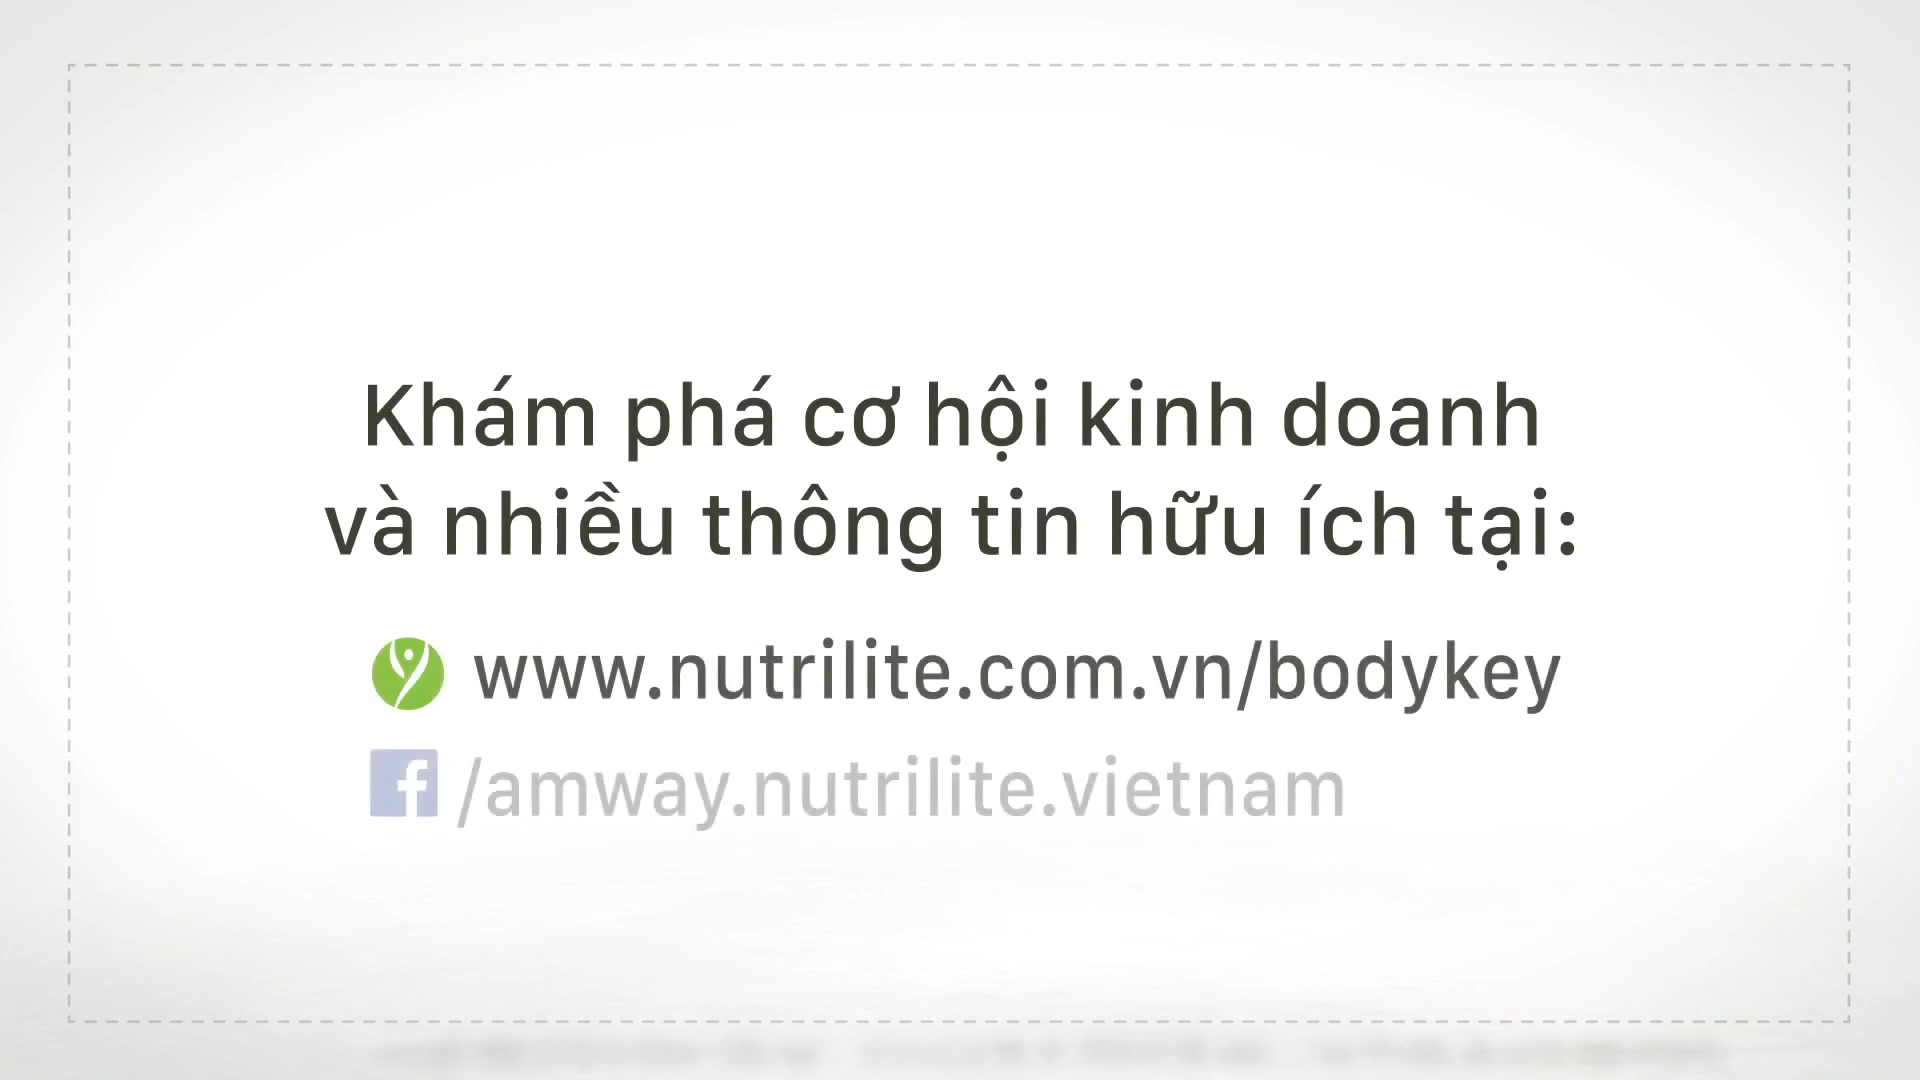 Khám phá cơ hội kinh doanh
và nhiều thông tin hữu ích tại:
www.nutrilite.com.vn/bodykey
/amway.nutrilite.vietnam